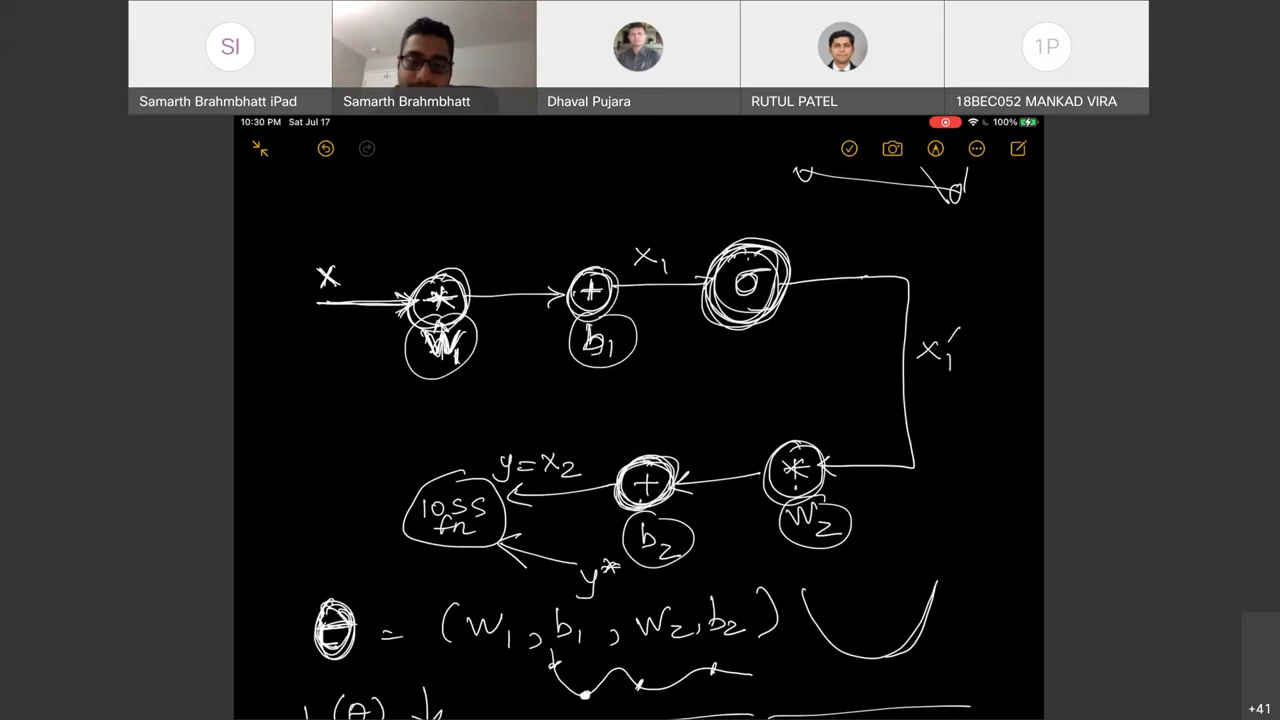 SI
1P
Samarth Brahmbhatt iPad
Samarth Brahmbhatt
Dhaval Pujara
RUTUL PATEL
18BEC052 MANKAD VIRA
10:30 PM Sat Jul 17
100%
X
*
+
X₁
σ
W₁
b₁
X₁′
y = X₂
+
*
loss
fn
b₂
W₂
y*
θ = (W₁, b₁, W₂, b₂)
(θ) ↓
+41